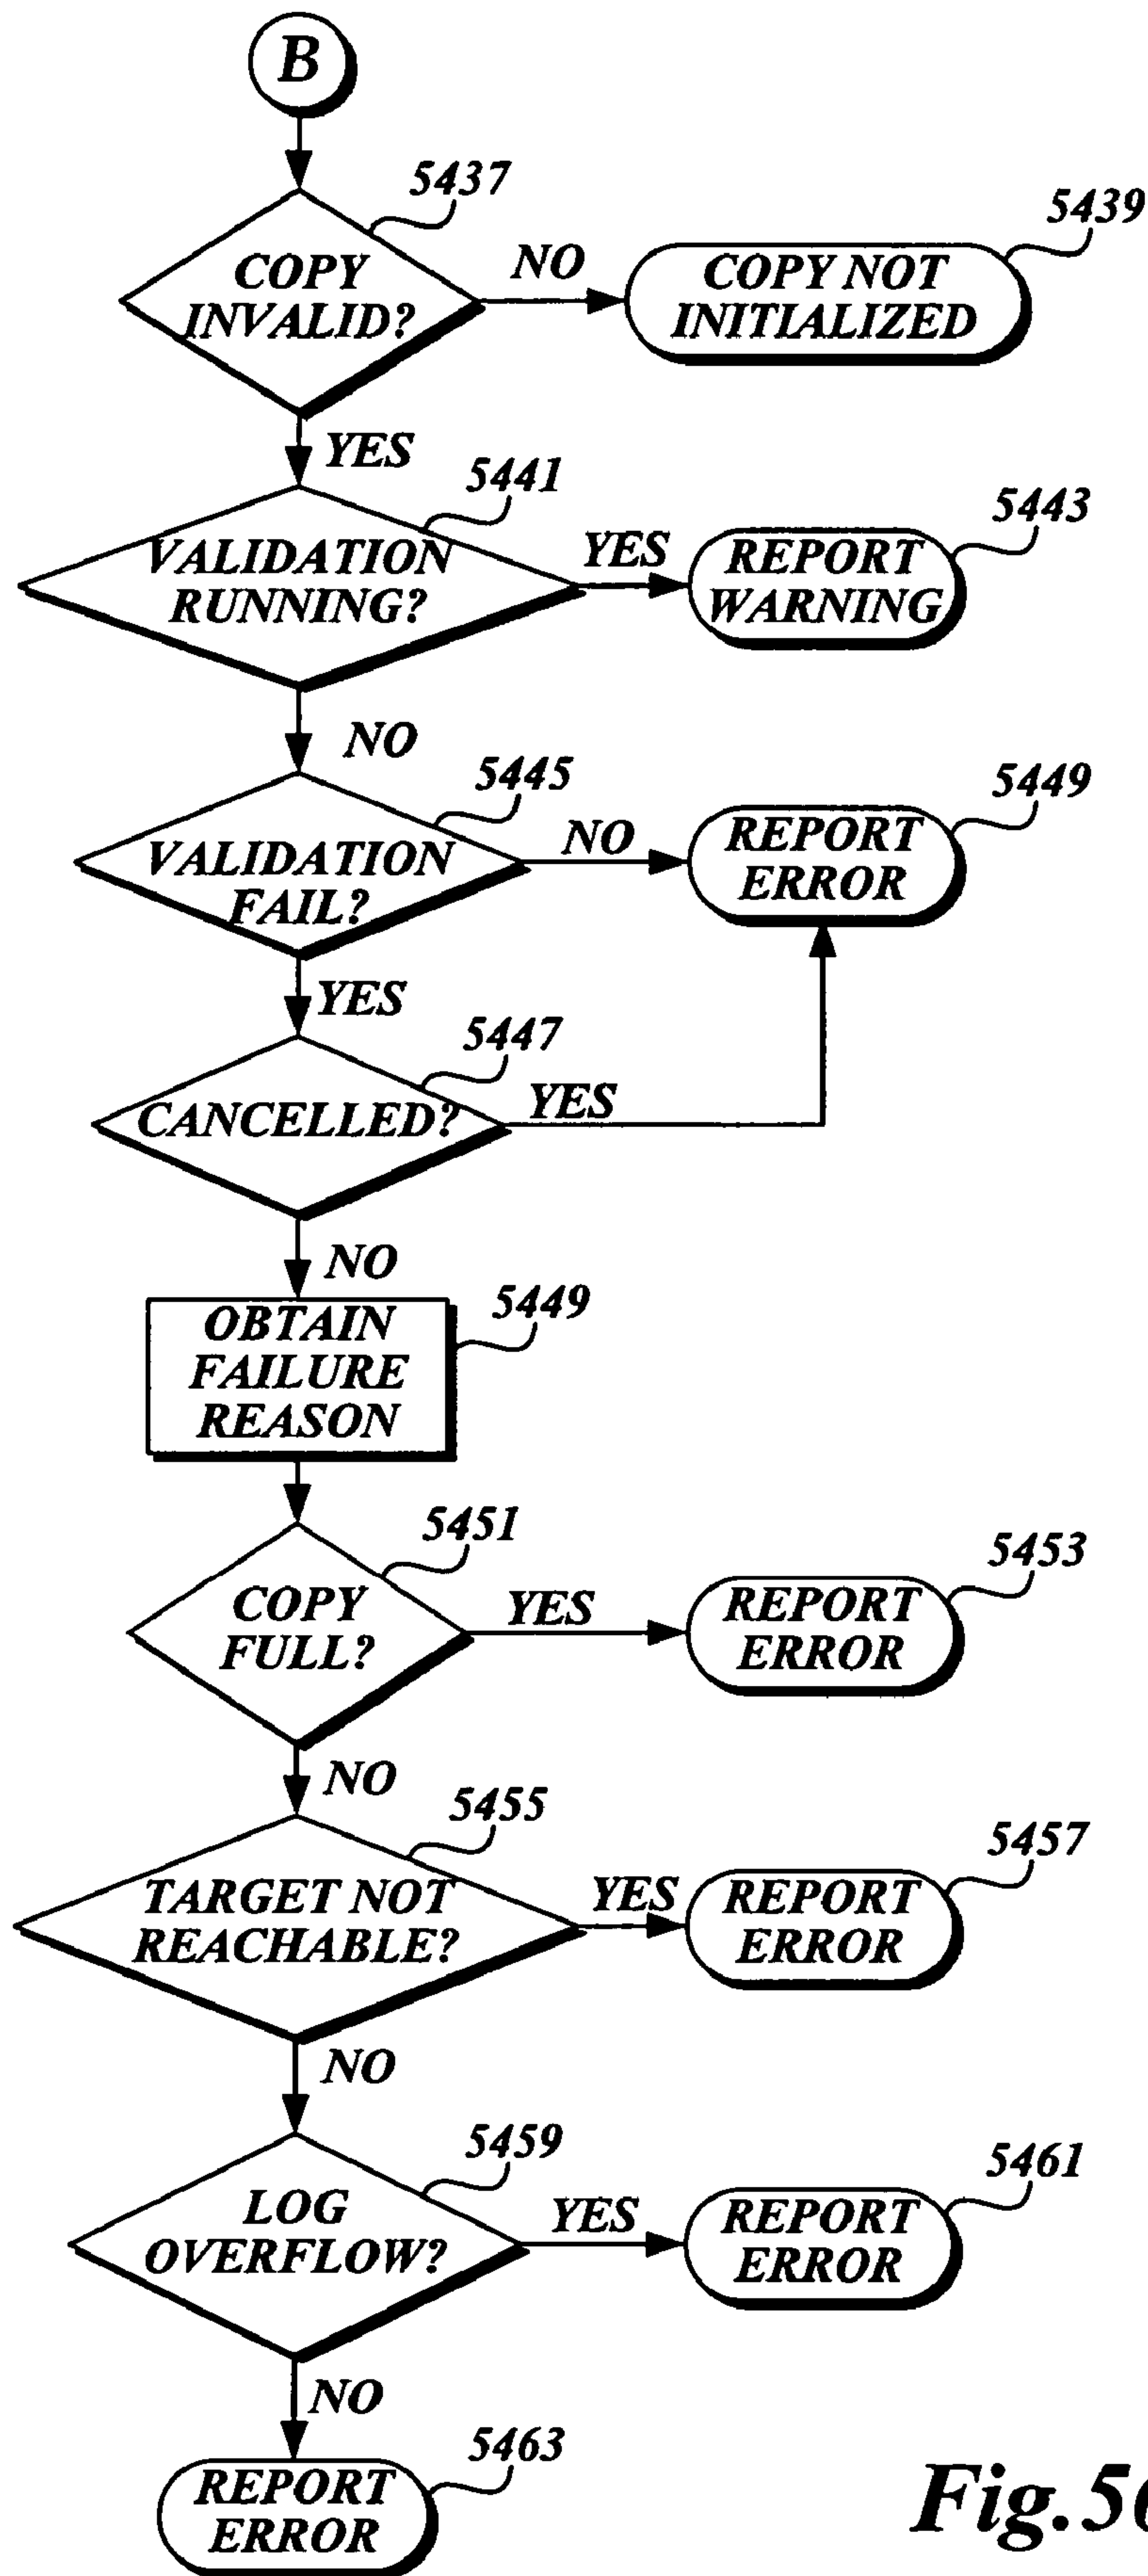 B
5437
COPY
INVALID?
NO
5439
COPY NOT
INITIALIZED
YES
5441
VALIDATION
RUNNING?
YES
5443
REPORT
WARNING
NO
5445
VALIDATION
FAIL?
NO
5449
REPORT
ERROR
YES
5447
CANCELLED?
YES
NO
5449
OBTAIN
FAILURE
REASON
5451
COPY
FULL?
YES
5453
REPORT
ERROR
NO
5455
TARGET NOT
REACHABLE?
YES
5457
REPORT
ERROR
NO
5459
LOG
OVERFLOW?
YES
5461
REPORT
ERROR
NO
5463
REPORT
ERROR